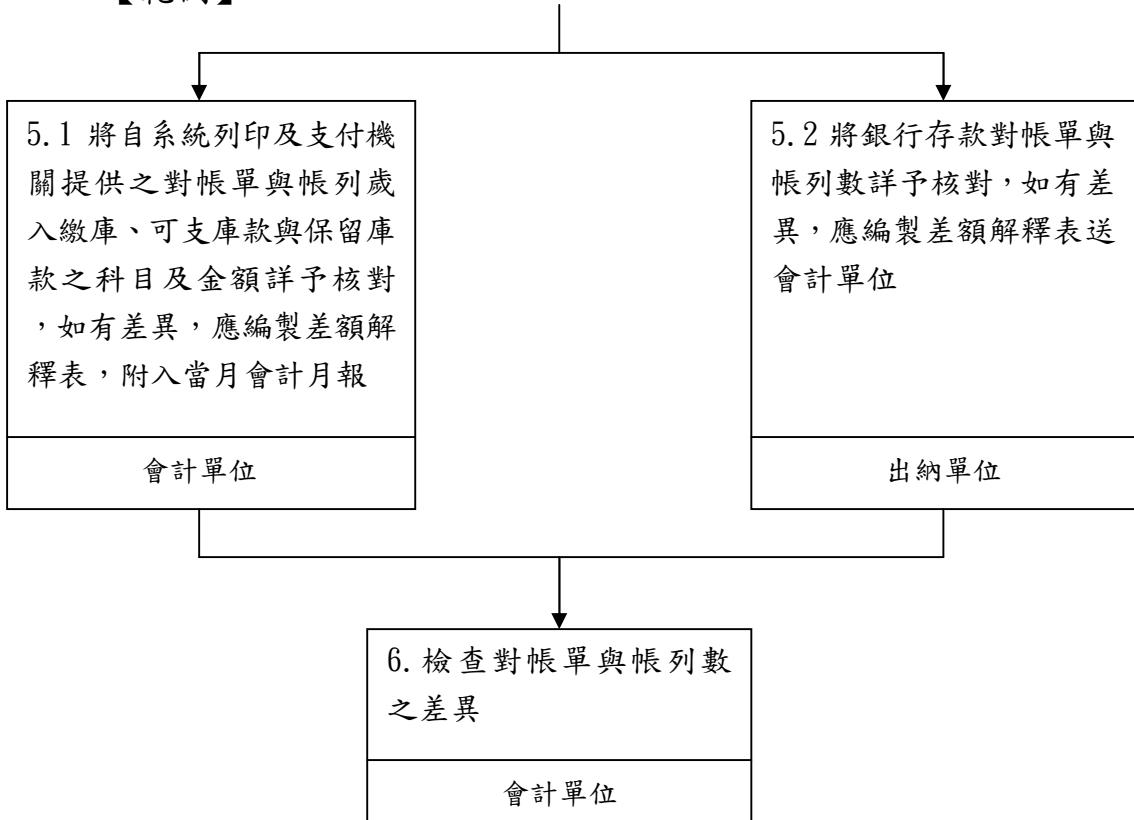 5.1 將自系統列印及支付機
關提供之對帳單與帳列歲
入繳庫、可支庫款與保留庫
款之科目及金額詳予核對
，如有差異，應編製差額解
釋表，附入當月會計月報
會計單位
5.2 將銀行存款對帳單與
帳列數詳予核對，如有差
異，應編製差額解釋表送
會計單位
出納單位
6. 檢查對帳單與帳列數
之差異
會計單位